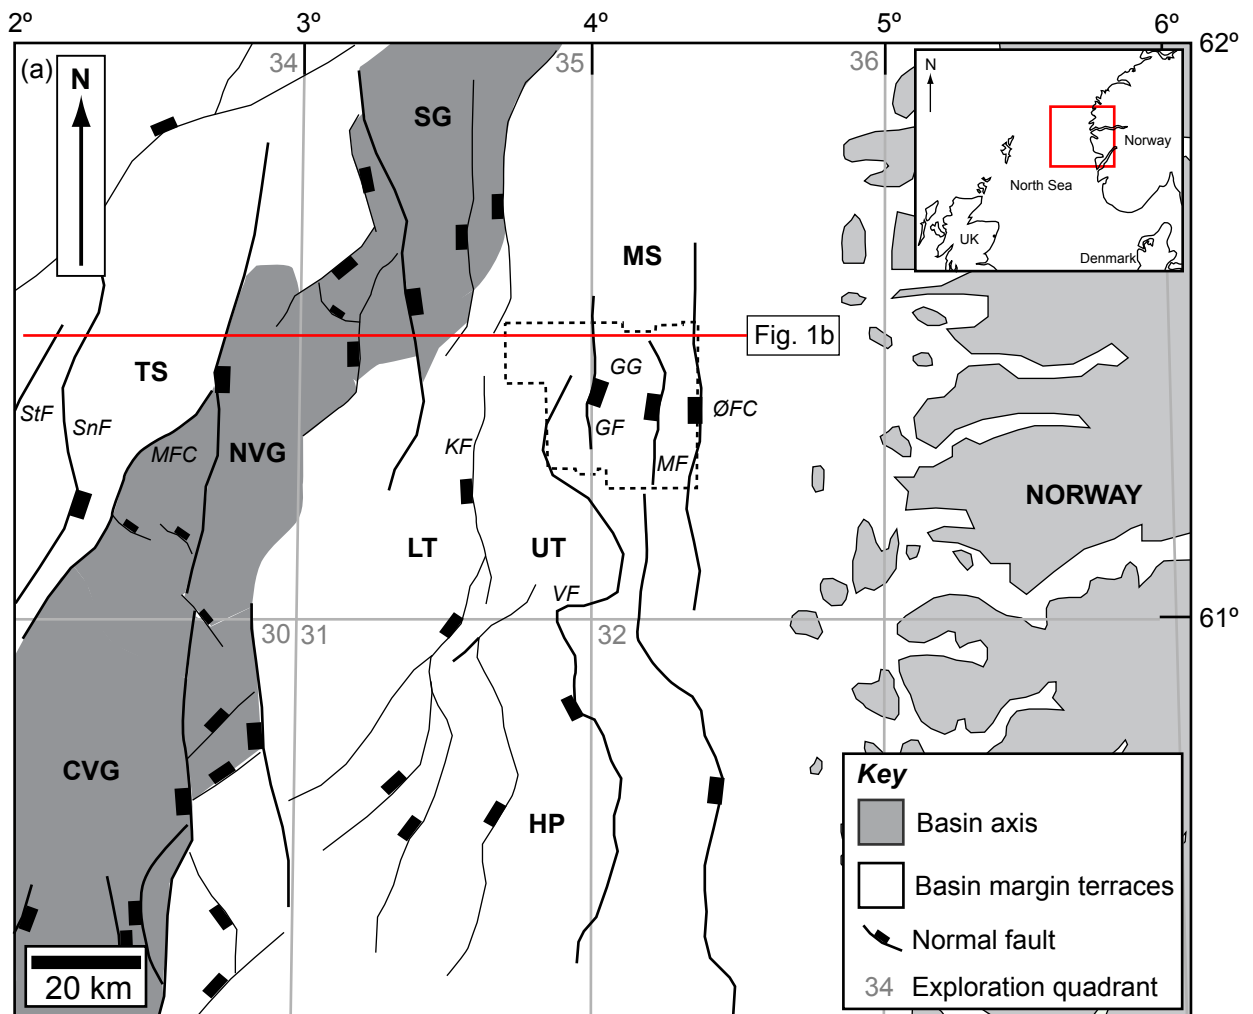 2º 3º 4º 5º 6º
62º
(a)
N
34
35
36
SG
N
Norway
North Sea
UK
Denmark
MS
Fig. 1b
TS
GG
StF
SnF
GF
ØFC
MFC
NVG
KF
MF
NORWAY
LT
UT
VF
61º
30 31
32
CVG
HP
Key
Basin axis
Basin margin terraces
Normal fault
34 Exploration quadrant
20 km